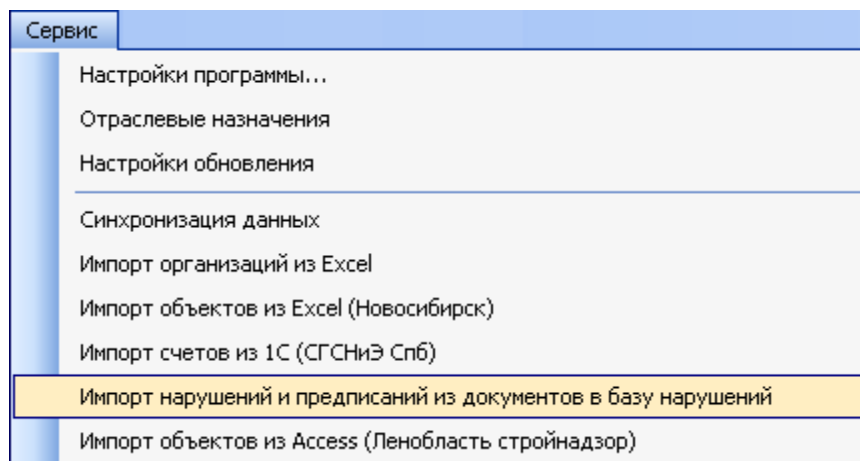 Сервис
Настройки программы...
Отраслевые назначения
Настройки обновления
Синхронизация данных
Импорт организаций из Excel
Импорт объектов из Excel (Новосибирск)
Импорт счетов из 1С (СГСНиЭ Спб)
Импорт нарушений и предписаний из документов в базу нарушений
Импорт объектов из Access (Ленобласть стройнадзор)